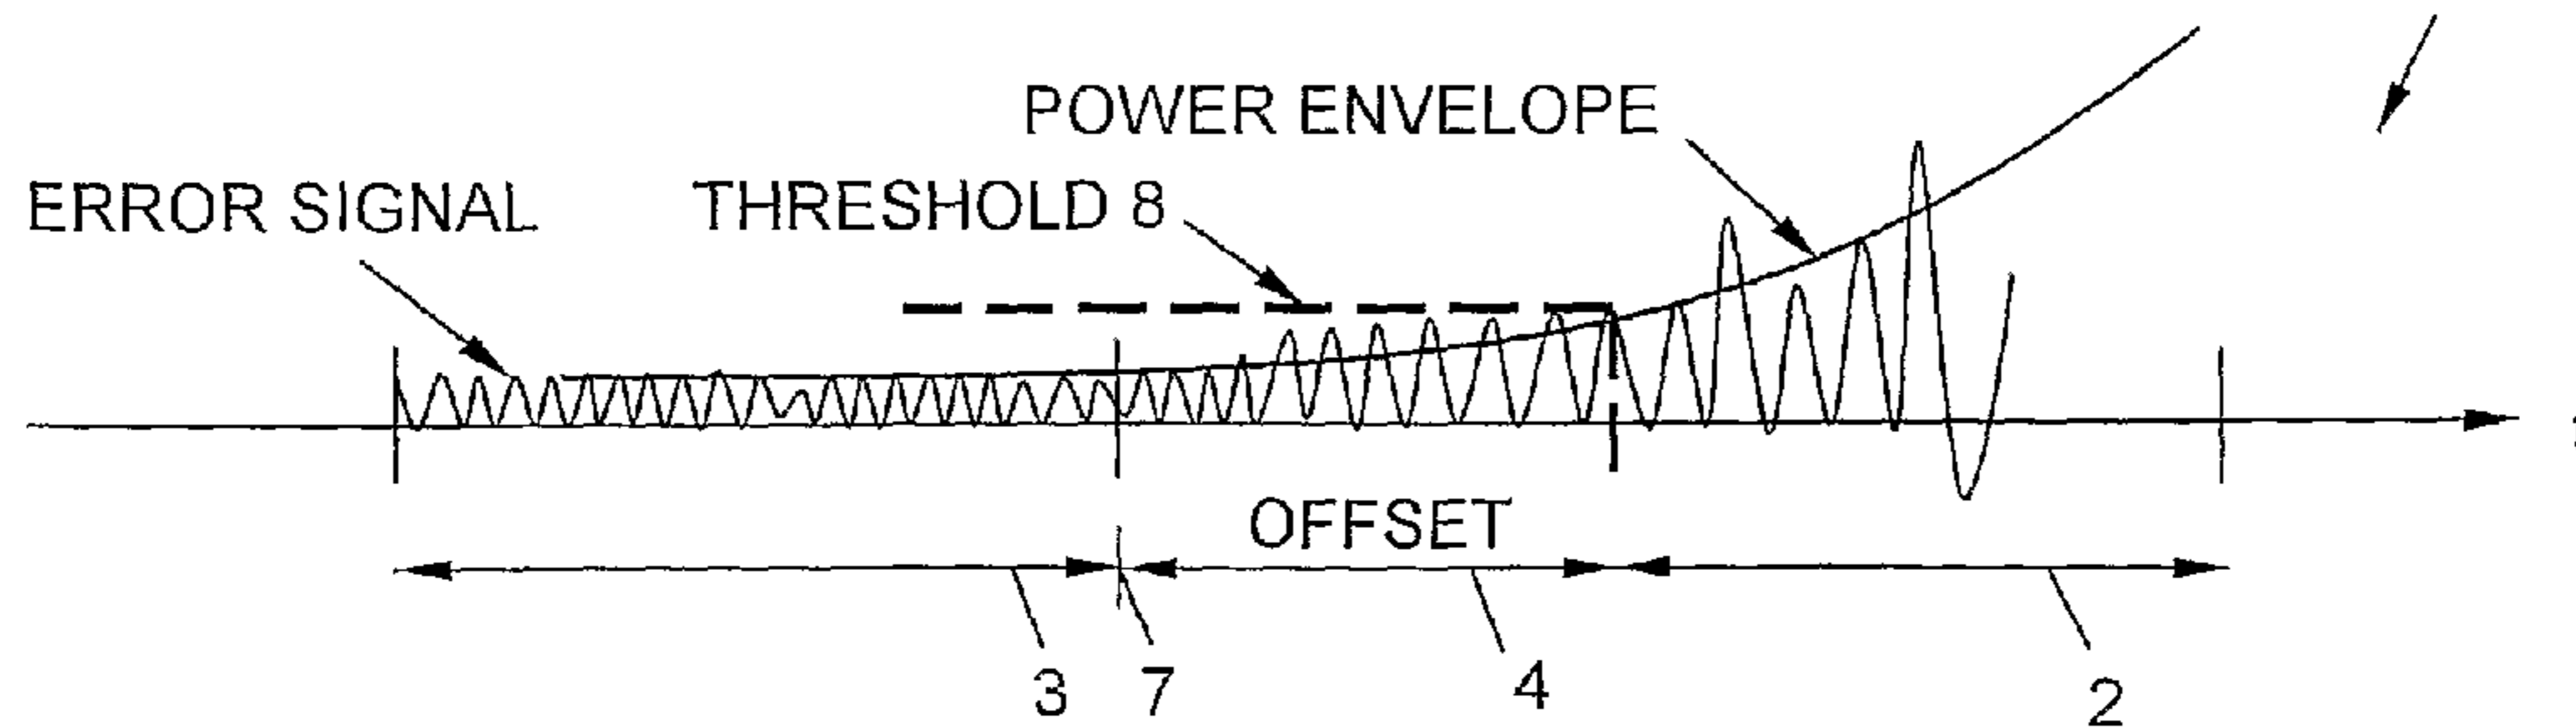 POWER ENVELOPE
ERROR SIGNAL
THRESHOLD 8
OFFSET
3
7
4
2